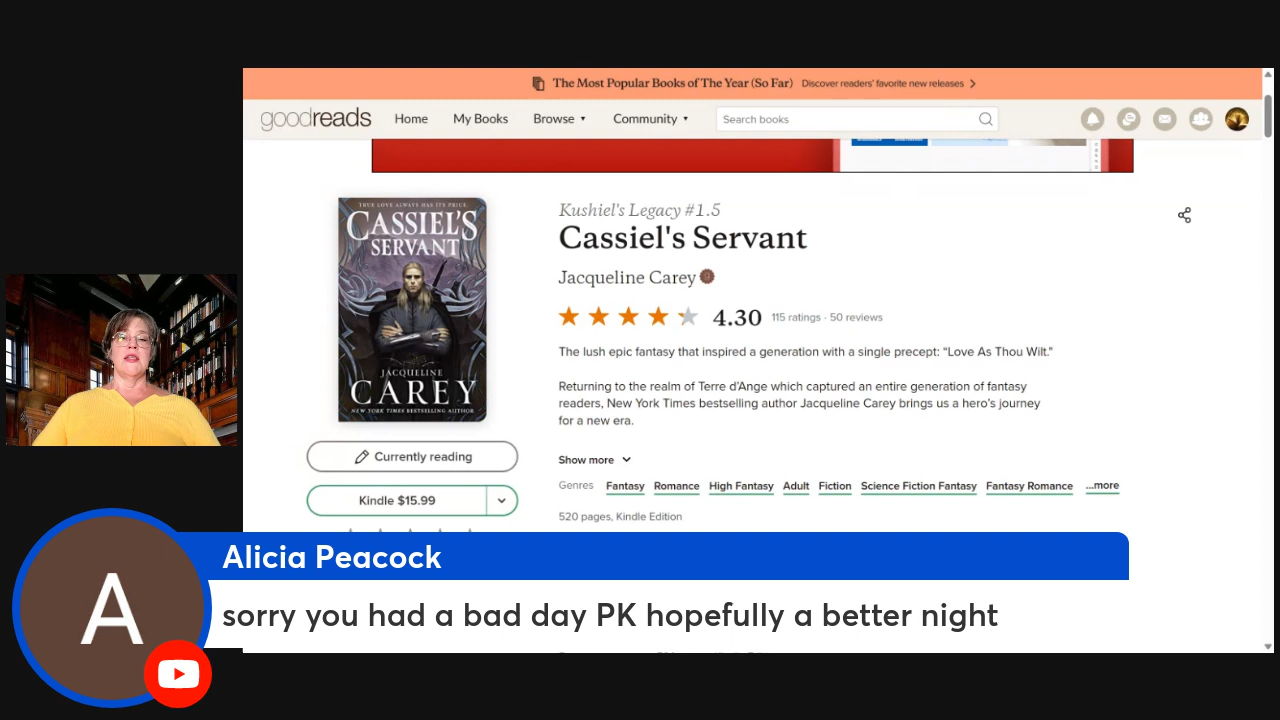 The Most Popular Books of The Year (So Far) Discover readers' favorite new releases
goodreads Home My Books Browse Community Search books
TRUE LOVE ALWAYS HAS ITS PRICE.
CASSIEL'S
SERVANT
JACQUELINE
CAREY
NEW YORK TIMES BESTSELLING AUTHOR
Currently reading
Kindle $15.99
Kushiel's Legacy #1.5
Cassiel's Servant
Jacqueline Carey
4.30 115 ratings · 50 reviews
The lush epic fantasy that inspired a generation with a single precept: “Love As Thou Wilt.”
Returning to the realm of Terre d’Ange which captured an entire generation of fantasy
readers, New York Times bestselling author Jacqueline Carey brings us a hero’s journey
for a new era.
Show more
Genres Fantasy Romance High Fantasy Adult Fiction Science Fiction Fantasy Fantasy Romance ...more
520 pages, Kindle Edition
A
Alicia Peacock
sorry you had a bad day PK hopefully a better night